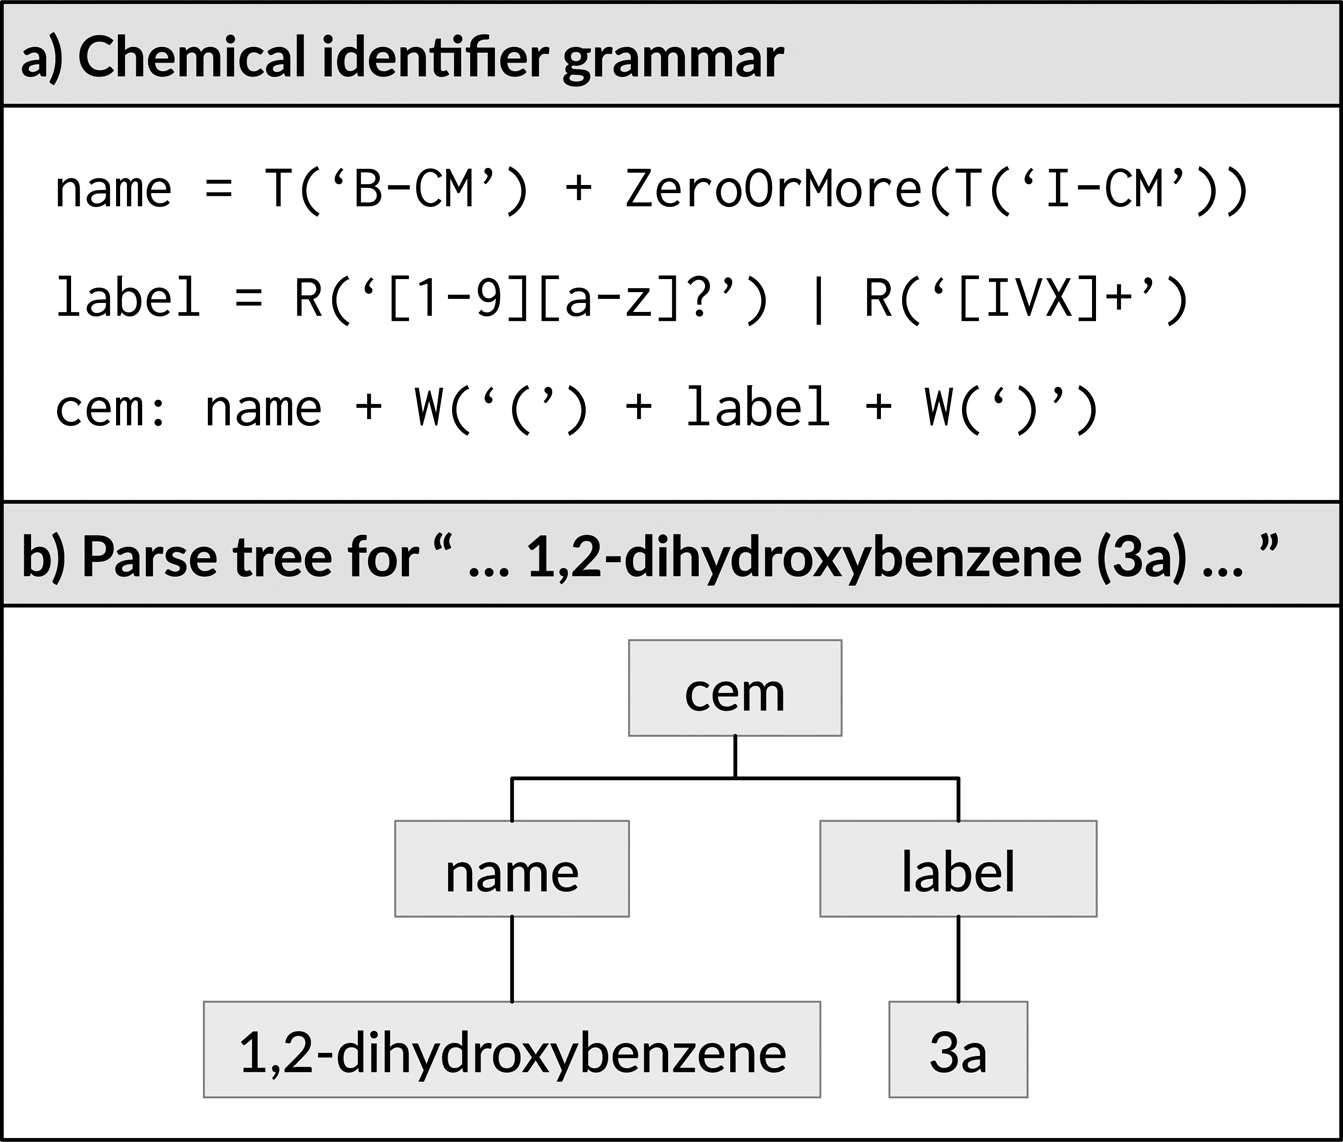 a) Chemical identifier grammar
name = T(‘B-CM’) + ZeroOrMore(T(‘I-CM’))
label = R(‘[1-9][a-z]?’) | R(‘[IVX]+’)
cem: name + W(‘(’) + label + W(‘)’)
b) Parse tree for “ ... 1,2-dihydroxybenzene (3a) ... ”
cem
name label
1,2-dihydroxybenzene 3a